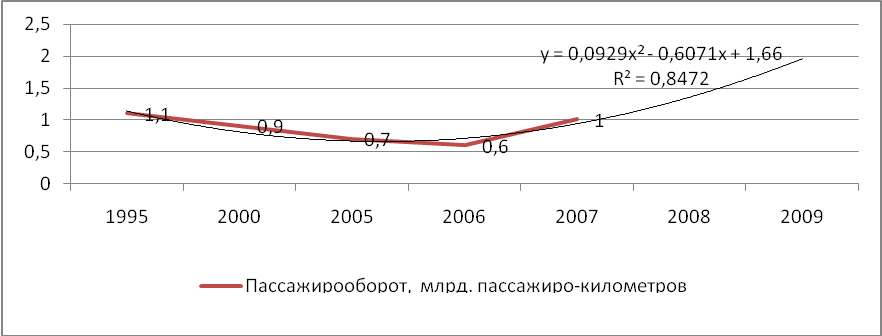 2,5
2
1,5
1
0,5
0
y = 0,0929x² - 0,6071x + 1,66
R² = 0,8472
1,1
0,9
0,7
0,6
1
1995 2000 2005 2006 2007 2008 2009
Пассажирооборот, млрд. пассажиро-километров